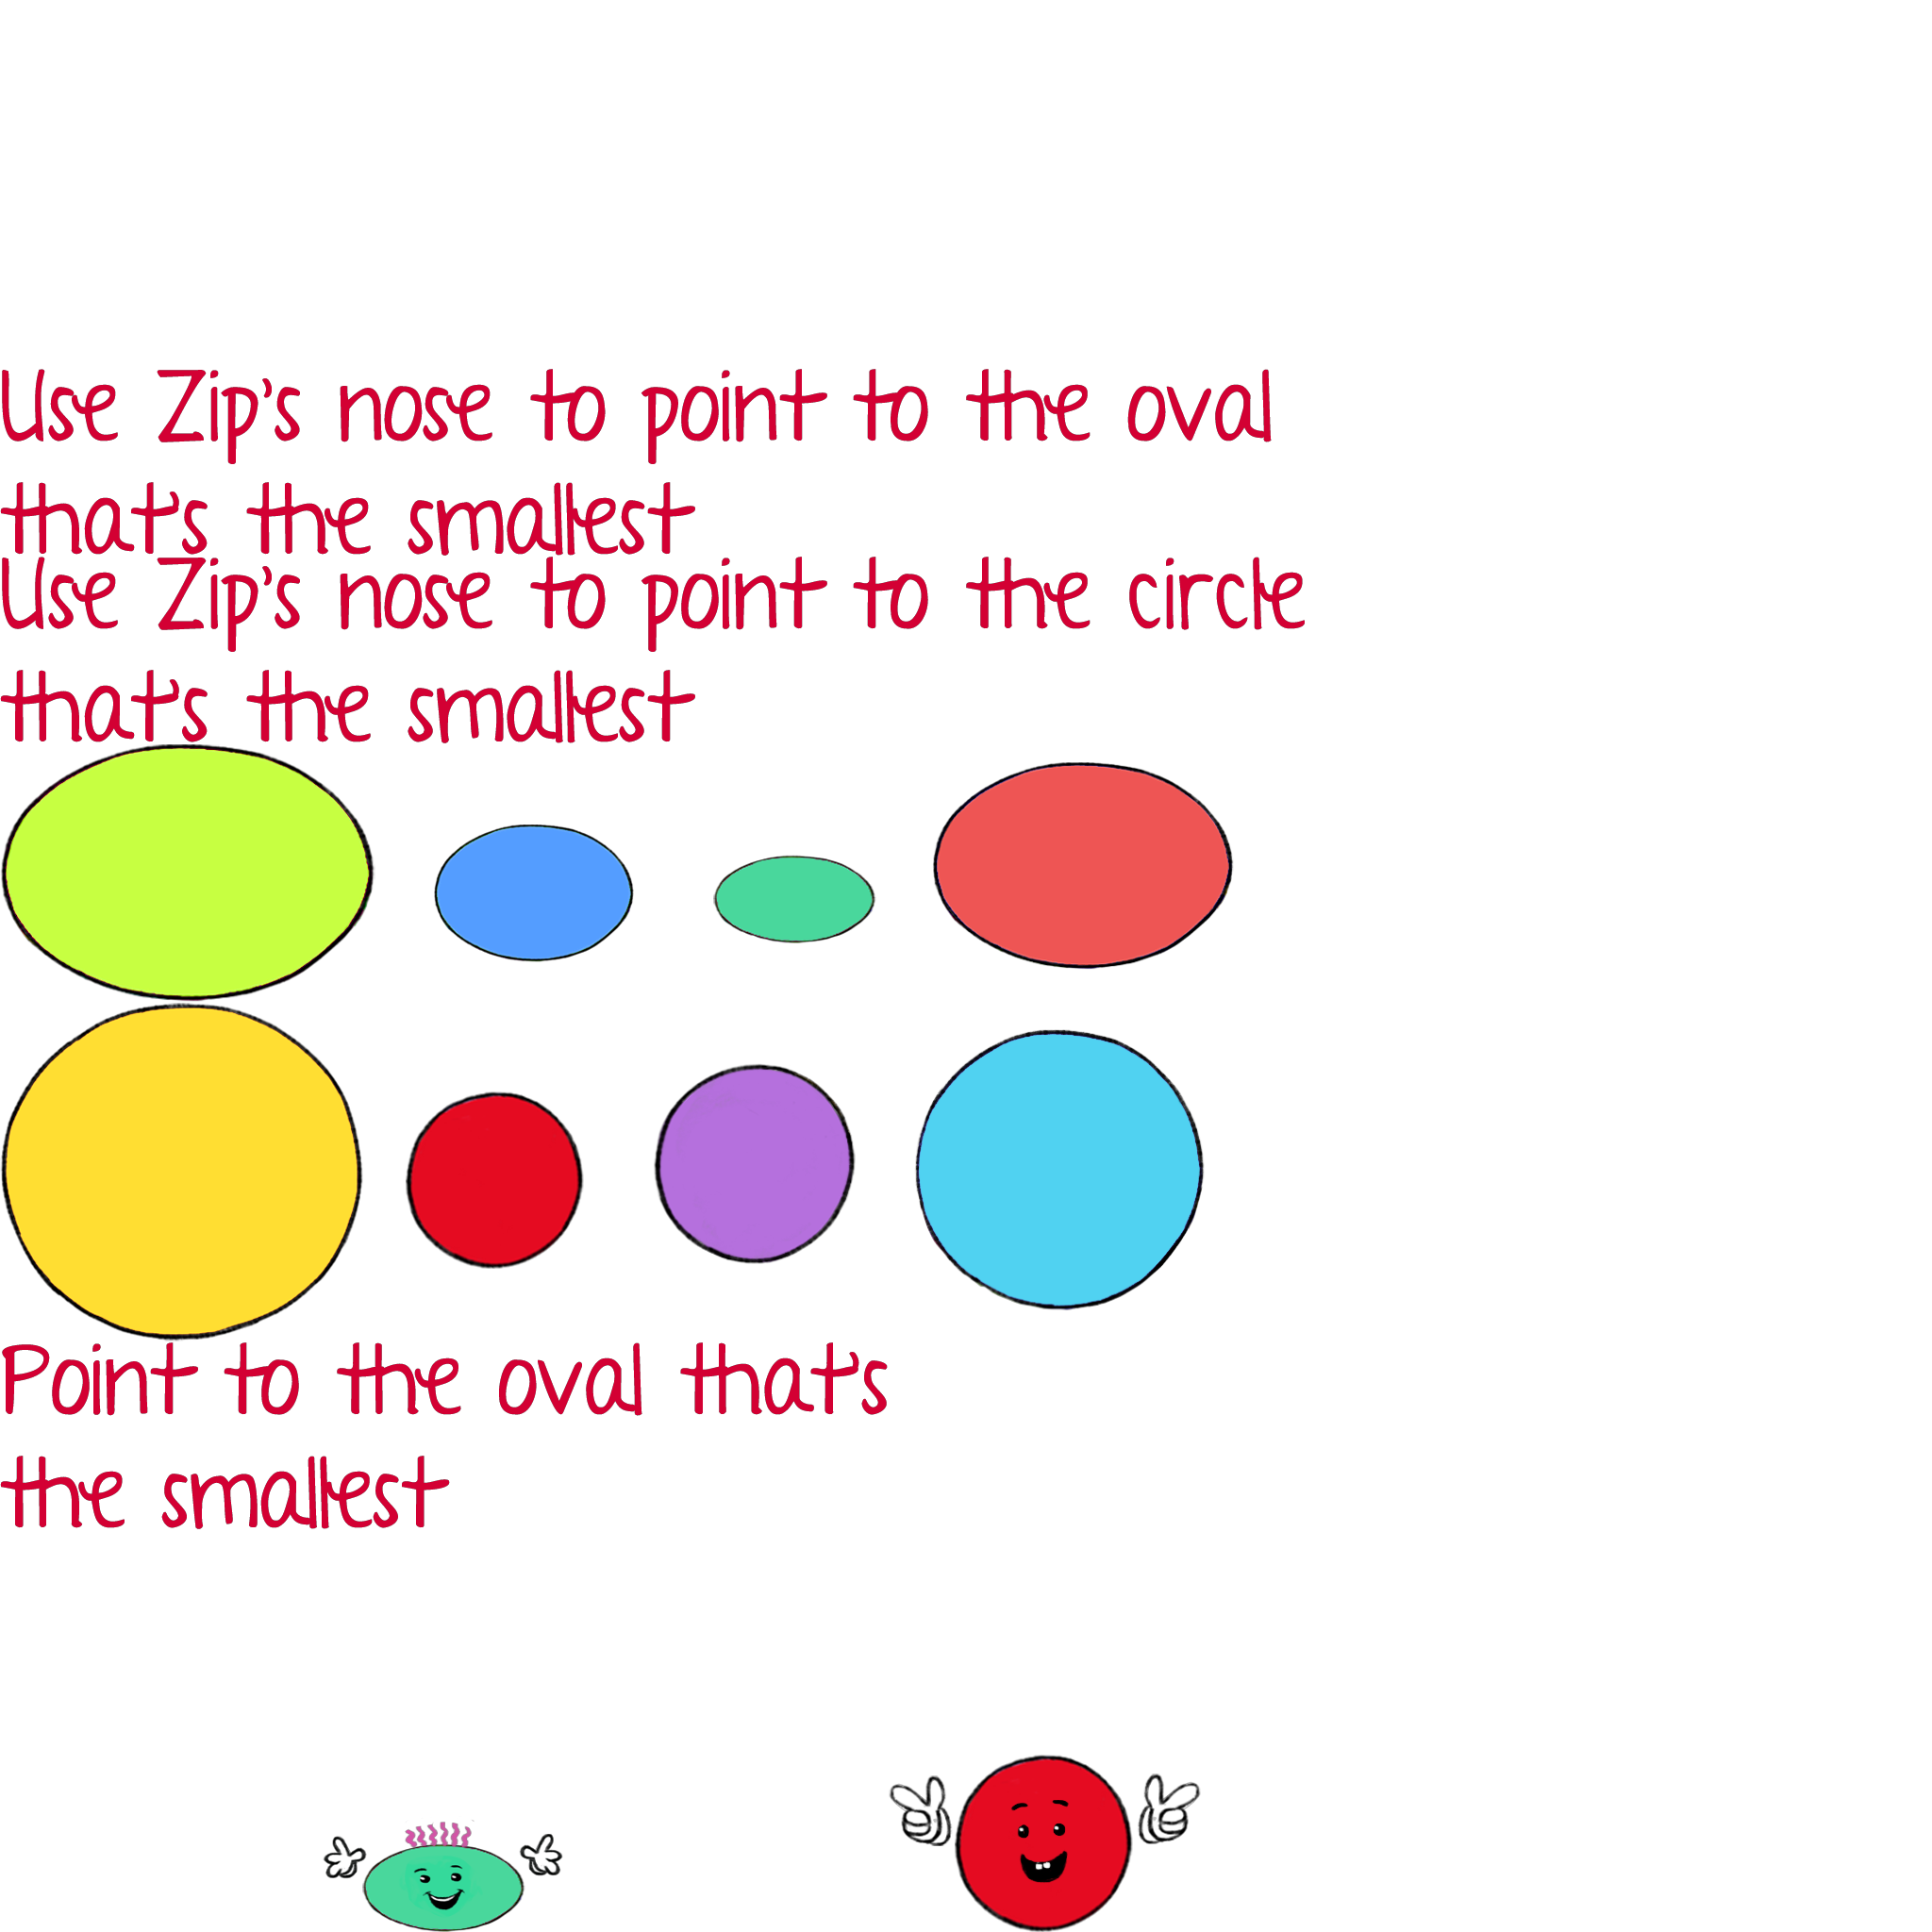 Use Zip's nose to point to the oval
that's the smallest
Use Zip's nose to point to the circle
that's the smallest
Point to the oval that's
the smallest